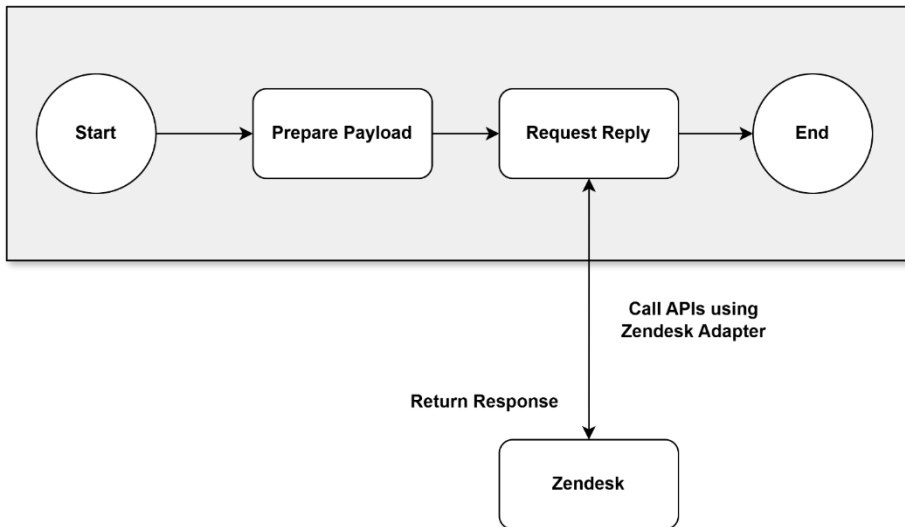 Start
Prepare Payload
Request Reply
End
Call APIs using
Zendesk Adapter
Return Response
Zendesk